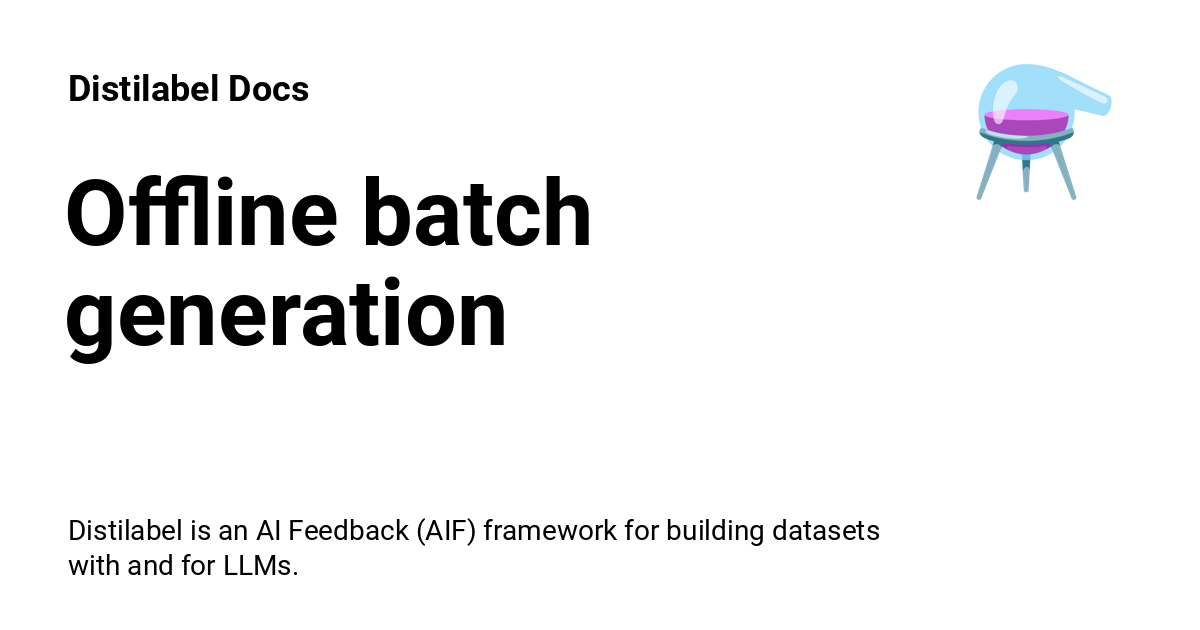 Distilabel Docs
Offline batch
generation
Distilabel is an AI Feedback (AIF) framework for building datasets
with and for LLMs.